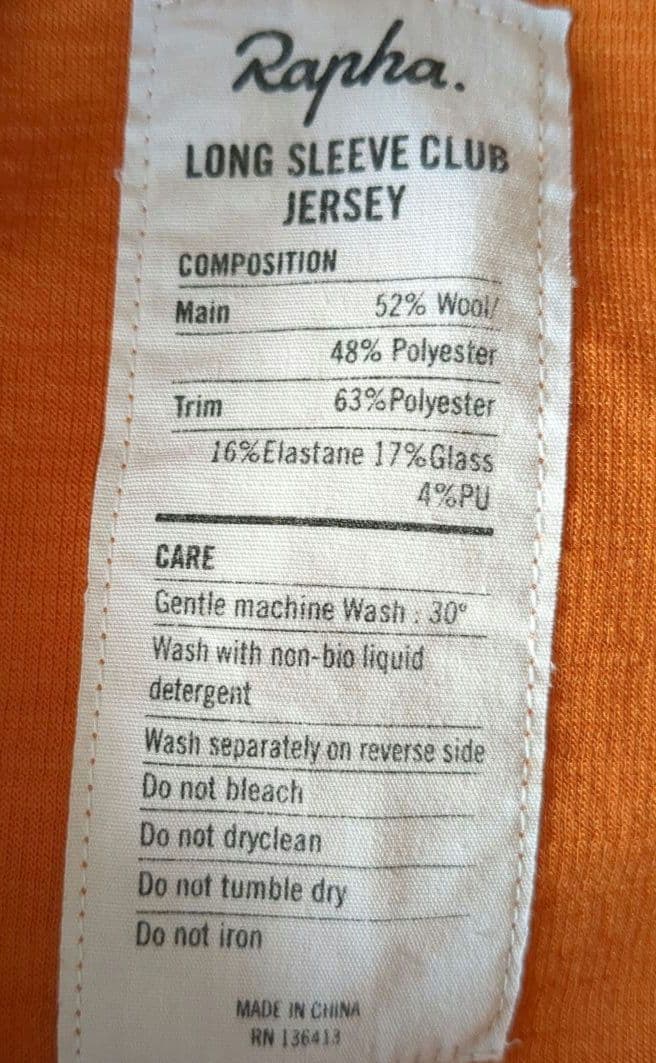 Rapha.
LONG SLEEVE CLUB
JERSEY
COMPOSITION
Main 52% Wool/
48% Polyester
Trim 63%Polyester
16%Elastane 17%Glass
4%PU
CARE
Gentle machine Wash : 30°
Wash with non-bio liquid
detergent
Wash separately on reverse side
Do not bleach
Do not dryclean
Do not tumble dry
Do not iron
MADE IN CHINA
RN 136413